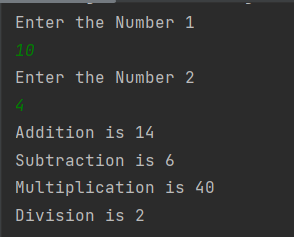 Enter the Number 1
10
Enter the Number 2
4
Addition is 14
Subtraction is 6
Multiplication is 40
Division is 2